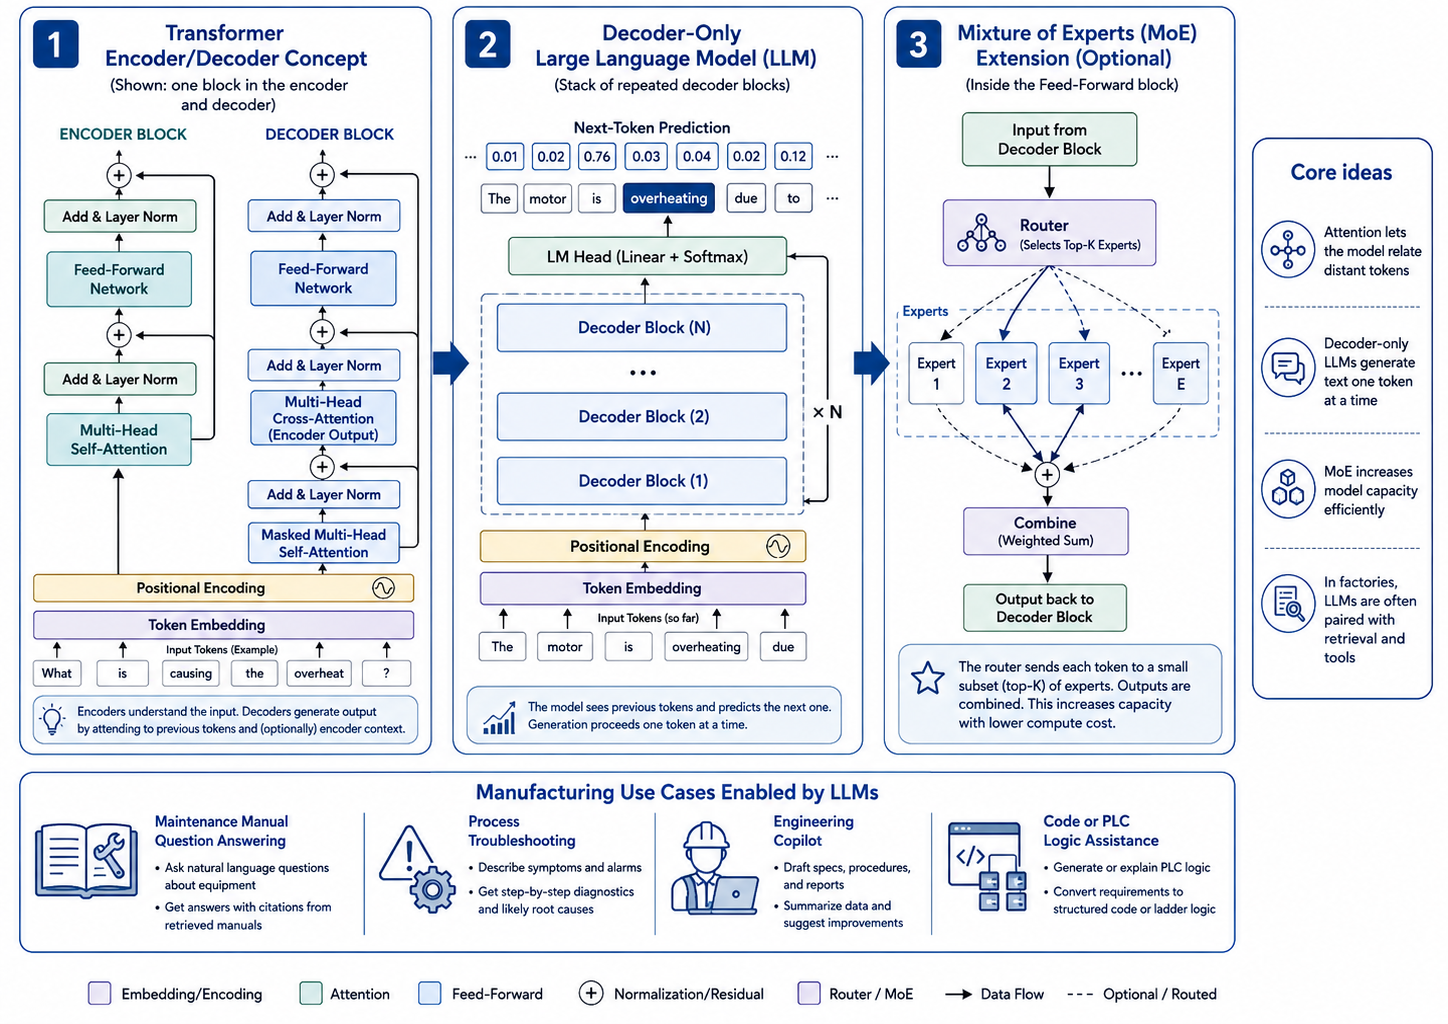 1
Transformer
Encoder/Decoder Concept
(Shown: one block in the encoder
and decoder)
ENCODER BLOCK
+
Add & Layer Norm
Feed-Forward
Network
+
Add & Layer Norm
Multi-Head
Self-Attention
DECODER BLOCK
+
Add & Layer Norm
Feed-Forward
Network
+
Add & Layer Norm
Multi-Head
Cross-Attention
(Encoder Output)
+
Add & Layer Norm
Masked Multi-Head
Self-Attention
Positional Encoding
Token Embedding
Input Tokens (Example)
What is causing the overheat ?
Encoders understand the input. Decoders generate output
by attending to previous tokens and (optionally) encoder context.
2
Decoder-Only
Large Language Model (LLM)
(Stack of repeated decoder blocks)
Next-Token Prediction
... 0.01 0.02 0.76 0.03 0.04 0.02 0.12 ...
The motor is overheating due to ...
LM Head (Linear + Softmax)
Decoder Block (N)
...
Decoder Block (2)
Decoder Block (1)
× N
Positional Encoding
Token Embedding
Input Tokens (so far)
The motor is overheating due
The model sees previous tokens and predicts the next one.
Generation proceeds one token at a time.
3
Mixture of Experts (MoE)
Extension (Optional)
(Inside the Feed-Forward block)
Input from
Decoder Block
Router
(Selects Top-K Experts)
Experts
Expert
1
Expert
2
Expert
3
...
Expert
E
+
Combine
(Weighted Sum)
Output back to
Decoder Block
The router sends each token to a small
subset (top-K) of experts. Outputs are
combined. This increases capacity
with lower compute cost.
Core ideas
Attention lets
the model relate
distant tokens
Decoder-only
LLMs generate
text one token
at a time
MoE increases
model capacity
efficiently
In factories,
LLMs are often
paired with
retrieval and
tools
Manufacturing Use Cases Enabled by LLMs
Maintenance Manual
Question Answering
• Ask natural language questions
about equipment
• Get answers with citations from
retrieved manuals
Process
Troubleshooting
• Describe symptoms and alarms
• Get step-by-step diagnostics
and likely root causes
Engineering
Copilot
• Draft specs, procedures,
and reports
• Summarize data and
suggest improvements
</>
Code or PLC
Logic Assistance
• Generate or explain PLC logic
• Convert requirements to
structured code or ladder logic
Embedding/Encoding
Attention
Feed-Forward
+ Normalization/Residual
Router / MoE
Data Flow
Optional / Routed